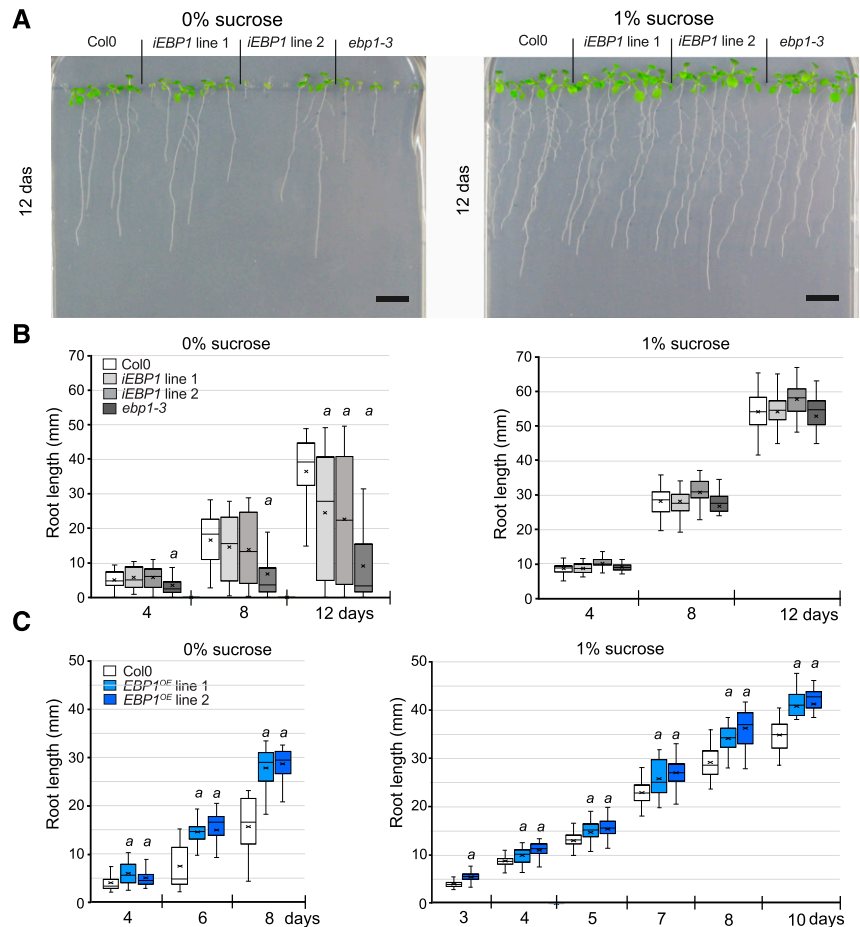 A
0% sucrose
1% sucrose
Col0 iEBP1 line 1 iEBP1 line 2 ebp1-3
Col0 iEBP1 line 1 iEBP1 line 2 ebp1-3
12 das
12 das
B
0% sucrose
1% sucrose
Root length (mm)
70
60
50
40
30
20
10
0
Col0
iEBP1 line 1
iEBP1 line 2
ebp1-3
a
a
a a a
4 8 12 days
Root length (mm)
70
60
50
40
30
20
10
0
4 8 12 days
C
0% sucrose
1% sucrose
Root length (mm)
50
40
30
20
10
0
Col0
EBP1OE line 1
EBP1OE line 2
a a
a a
a a
4 6 8 days
Root length (mm)
50
40
30
20
10
0
a
a a
a a
a a
a a
a a
3 4 5 7 8 10 days